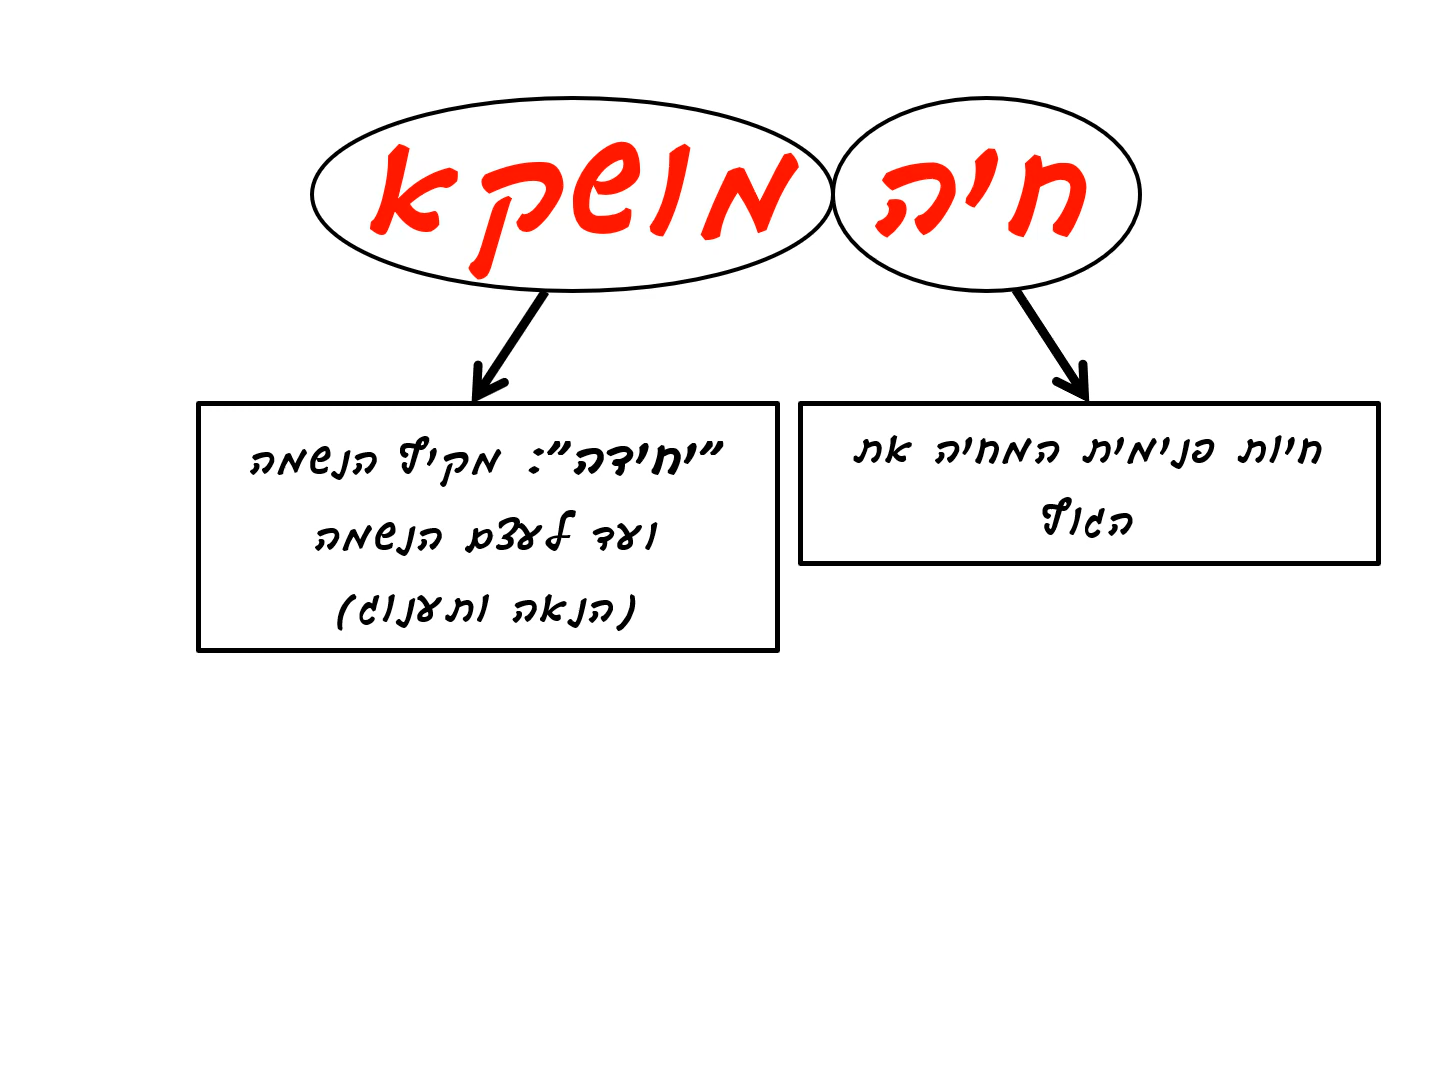 חיה מושקא
חיות פנימית המחיה את
הגוף
"יחידה": מקיף הנשמה
ועד לעצם הנשמה
(הנאה ותענוג)